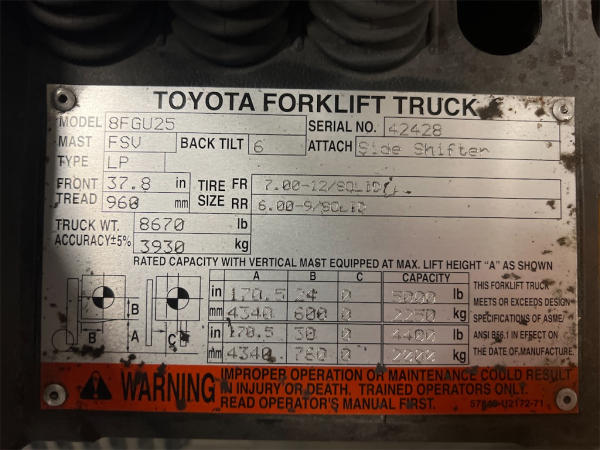 TOYOTA FORKLIFT TRUCK
MODEL 8FGU25 SERIAL NO. 42428
MAST FSV BACK TILT 6 ATTACH Side Shifter
TYPE LP
FRONT TREAD 37.8 in TIRE SIZE FR 7.00-12/SOLID
960 mm RR 6.00-9/SOLID
TRUCK WT. 8670 lb
ACCURACY±5% 3930 kg
RATED CAPACITY WITH VERTICAL MAST EQUIPPED AT MAX. LIFT HEIGHT "A" AS SHOWN
A B C CAPACITY
in 170.5 24 0 5000 lb
mm 4340 600 0 2250 kg
in 170.5 30 0 4400 lb
mm 4340 780 0 kg
B
B A C
THIS FORKLIFT TRUCK
MEETS OR EXCEEDS DESIGN
SPECIFICATIONS OF ASME/
ANSI B56.1 IN EFFECT ON
THE DATE OF MANUFACTURE.
WARNING
IMPROPER OPERATION OR MAINTENANCE COULD RESULT
IN INJURY OR DEATH. TRAINED OPERATORS ONLY.
READ OPERATOR'S MANUAL FIRST.